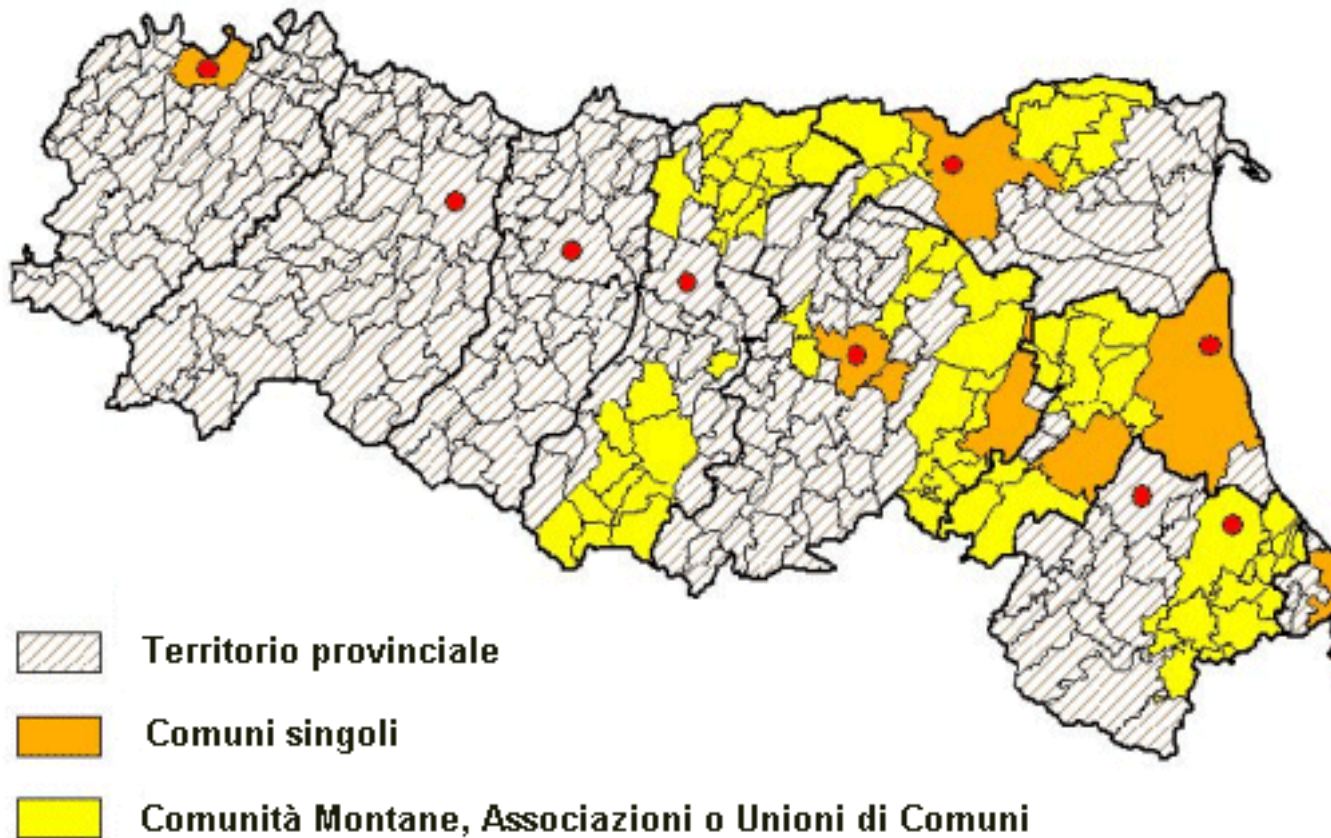 Territorio provinciale
Comuni singoli
Comunità Montane, Associazioni o Unioni di Comuni